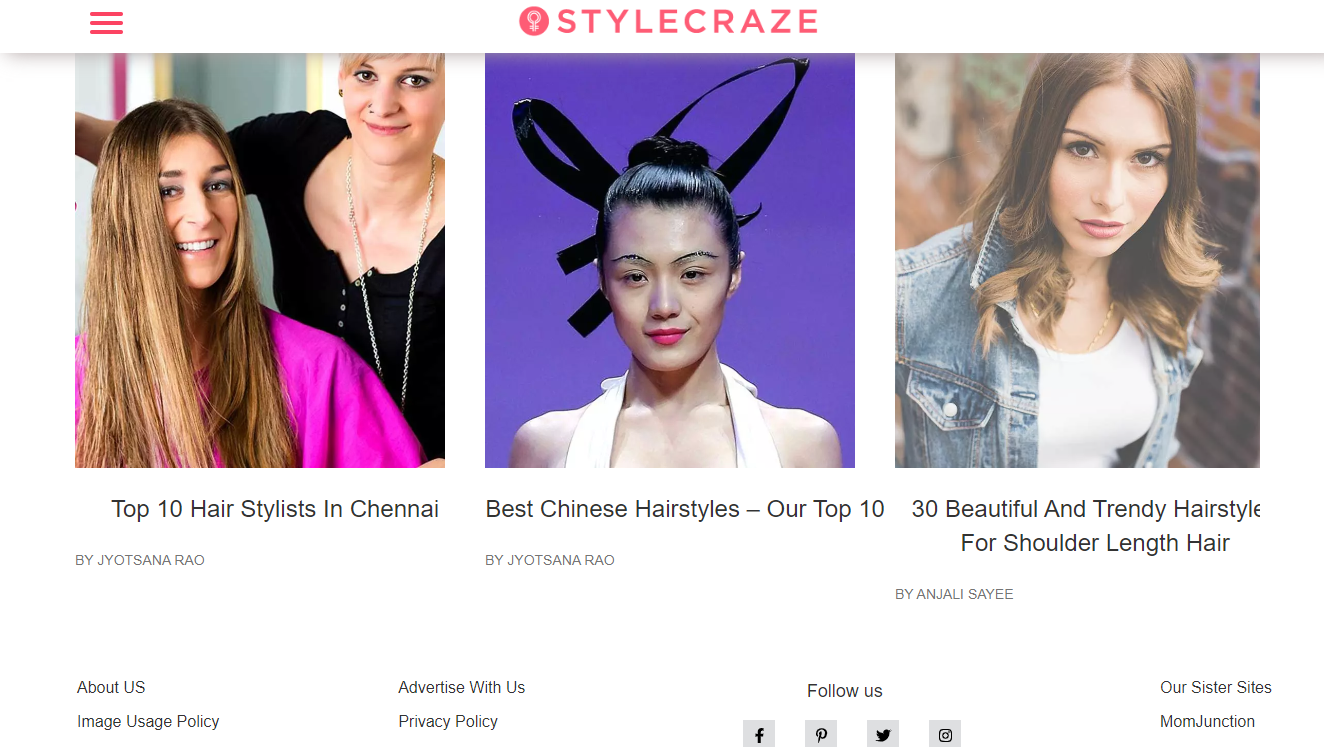 STYLECRAZE
Top 10 Hair Stylists In Chennai
BY JYOTSANA RAO
Best Chinese Hairstyles – Our Top 10
BY JYOTSANA RAO
30 Beautiful And Trendy Hairstyle
For Shoulder Length Hair
BY ANJALI SAYEE
About US
Image Usage Policy
Advertise With Us
Privacy Policy
Follow us
Our Sister Sites
MomJunction